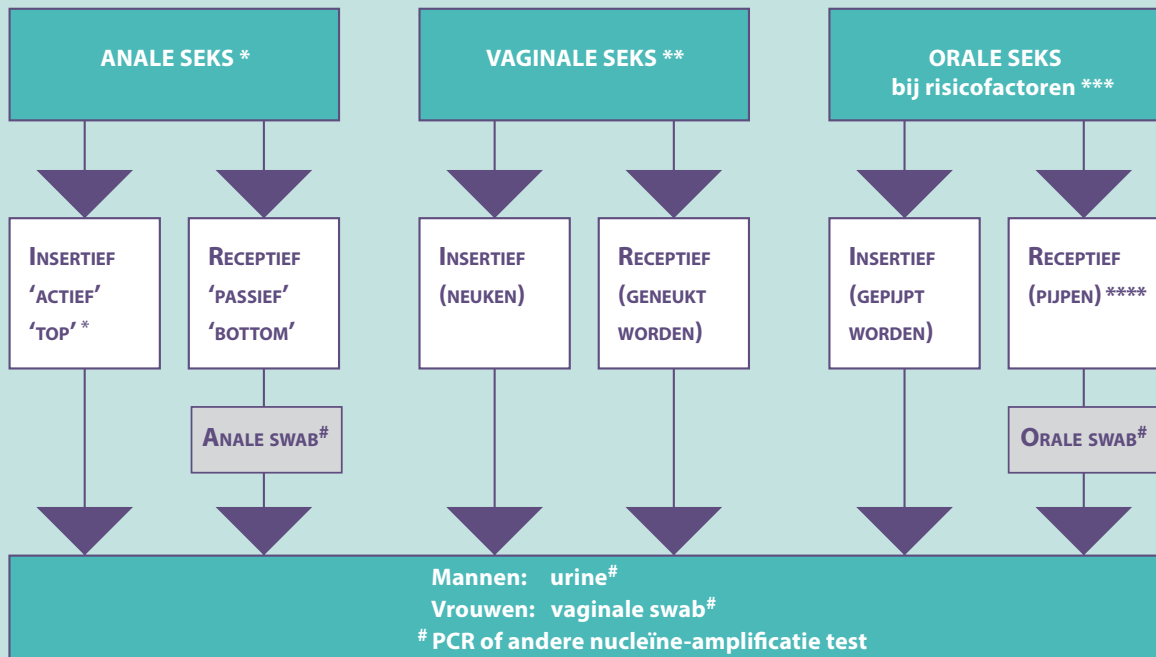 ANALE SEKS *
VAGINALE SEKS **
ORALE SEKS
bij risicofactoren ***
INSERTIEF
‘ACTIEF’
‘TOP’ *
RECEPTIEF
‘PASSIEF’
‘BOTTOM’
INSERTIEF
(NEUKEN)
RECEPTIEF
(GENEUKT
WORDEN)
INSERTIEF
(GEPIJPT
WORDEN)
RECEPTIEF
(PIJPEN) ****
ANALE SWAB#
ORALE SWAB#
Mannen: urine#
Vrouwen: vaginale swab#
# PCR of andere nucleïne-amplificatie test